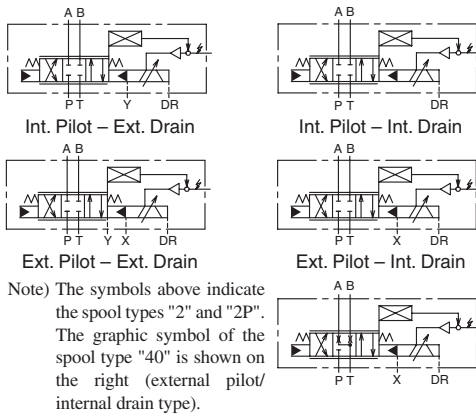 A B
P T Y DR
Int. Pilot – Ext. Drain
A B
P T DR
Int. Pilot – Int. Drain
A B
P T Y X DR
Ext. Pilot – Ext. Drain
A B
P T X DR
Ext. Pilot – Int. Drain
Note) The symbols above indicate
the spool types "2" and "2P".
The graphic symbol of the
spool type "40" is shown on
the right (external pilot/
internal drain type).
A B
P T X DR